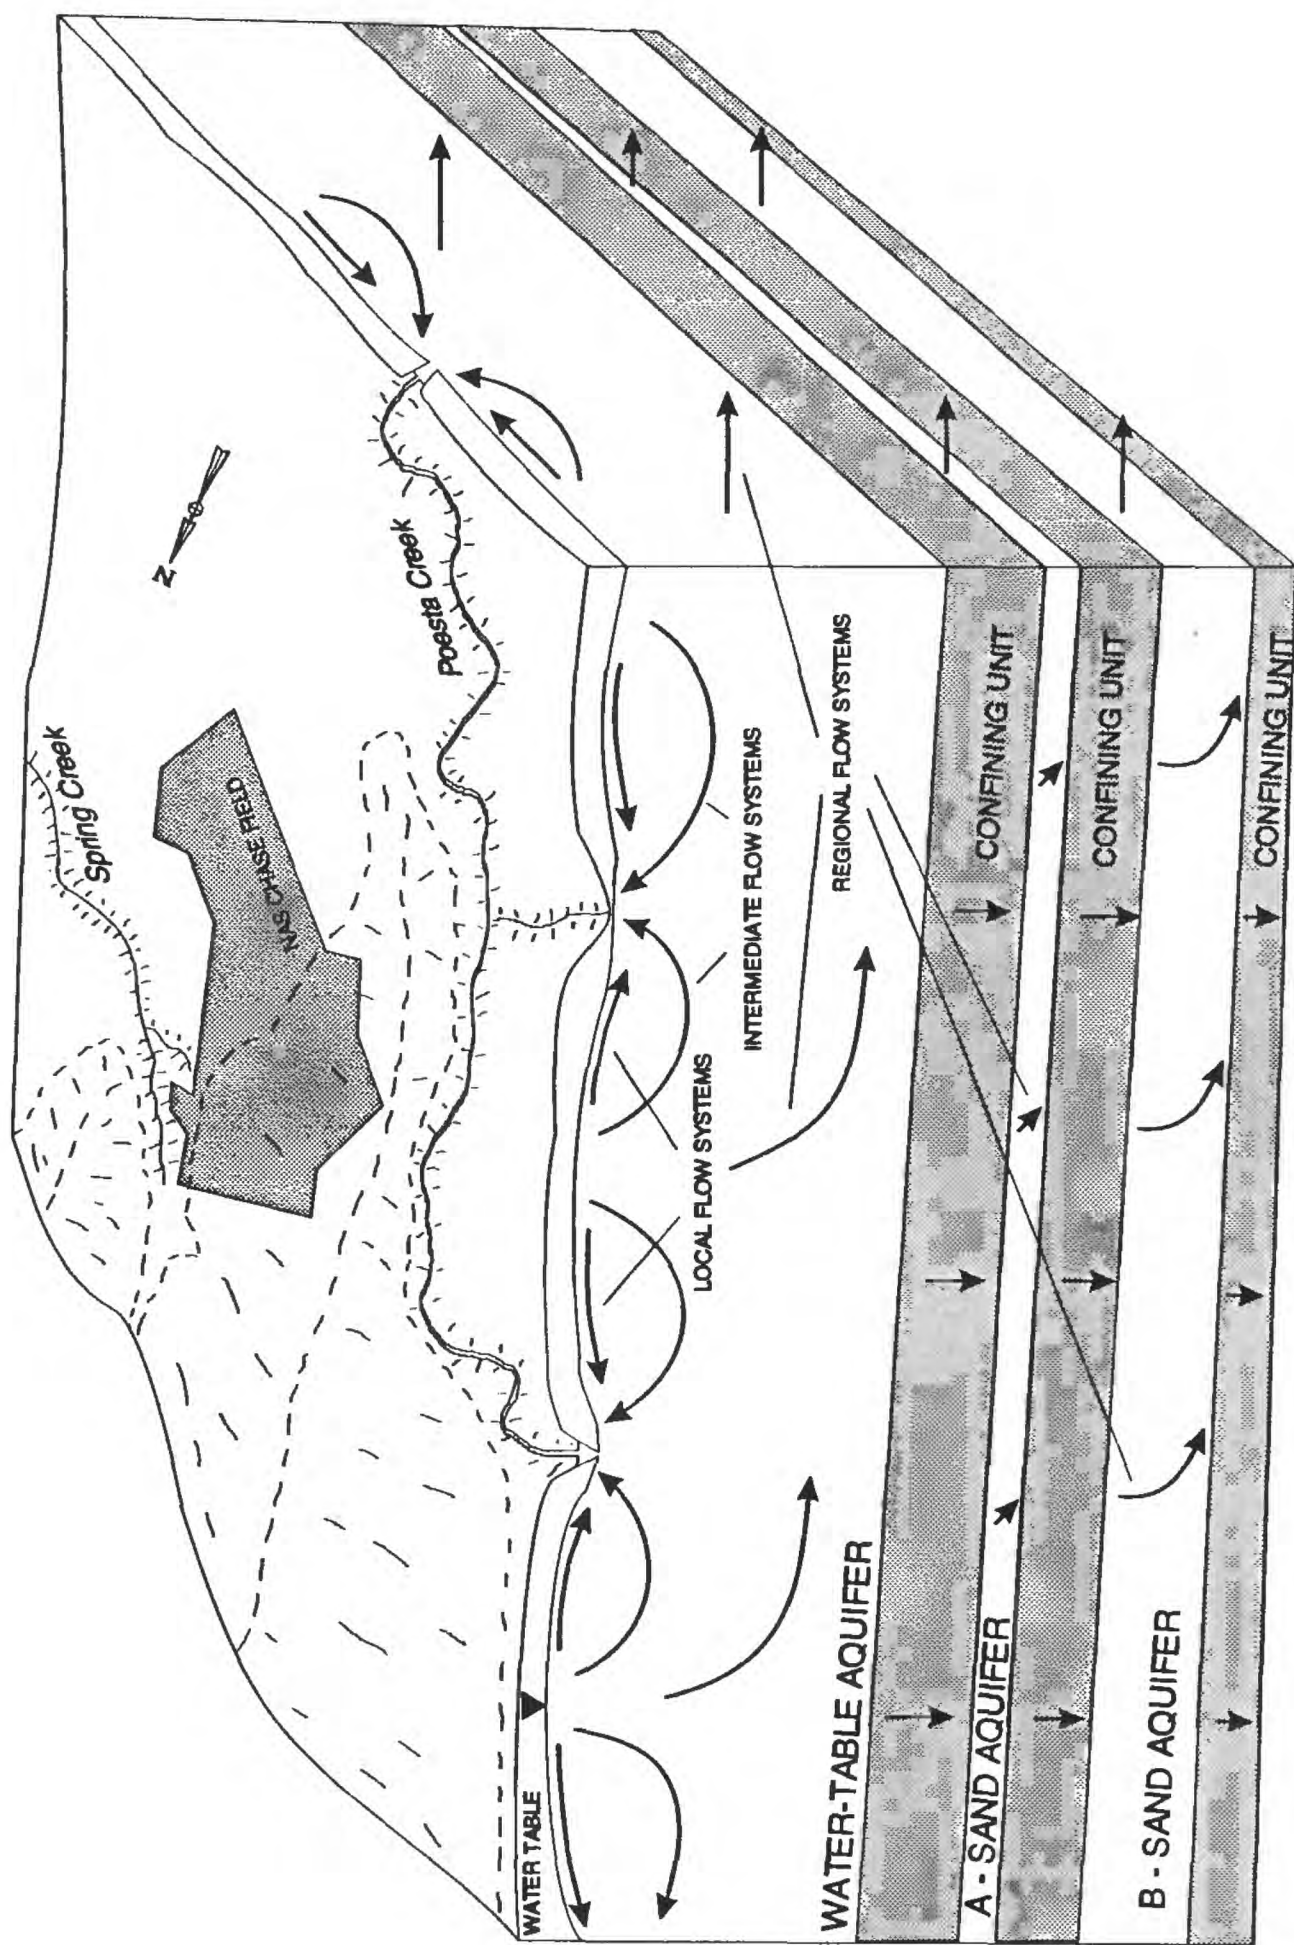 Spring Creek
NAS CHASE FIELD
N
Poesta Creek
WATER TABLE
LOCAL FLOW SYSTEMS
INTERMEDIATE FLOW SYSTEMS
REGIONAL FLOW SYSTEMS
WATER-TABLE AQUIFER
CONFINING UNIT
A - SAND AQUIFER
CONFINING UNIT
B - SAND AQUIFER
CONFINING UNIT